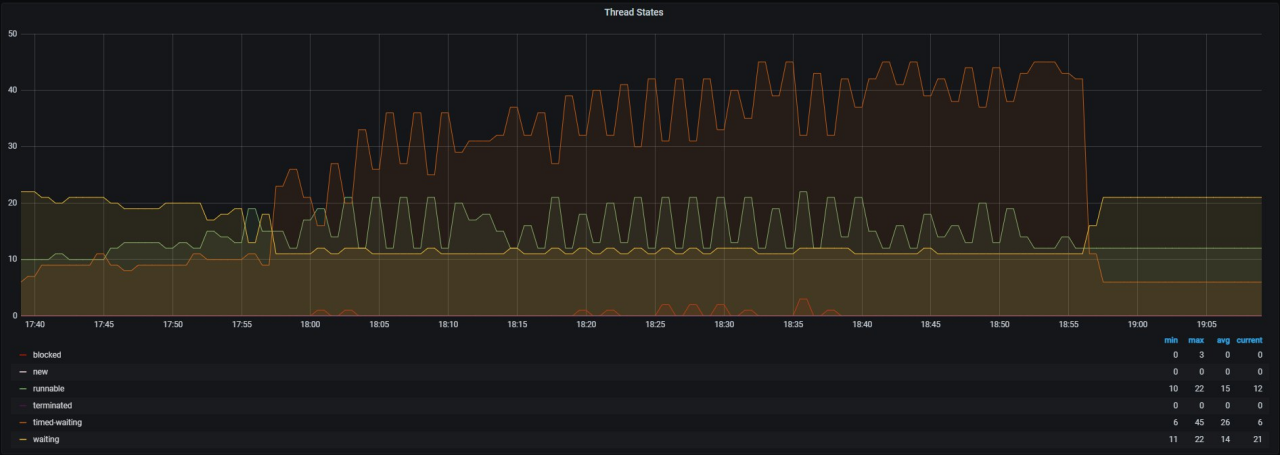 Thread States
50
40
30
20
10
0
17:40 17:45 17:50 17:55 18:00 18:05 18:10 18:15 18:20 18:25 18:30 18:35 18:40 18:45 18:50 18:55 19:00 19:05
min max avg current
blocked 0 3 0 0
new 0 0 0 0
runnable 10 22 15 12
terminated 0 0 0 0
timed-waiting 6 45 26 6
waiting 11 22 14 21